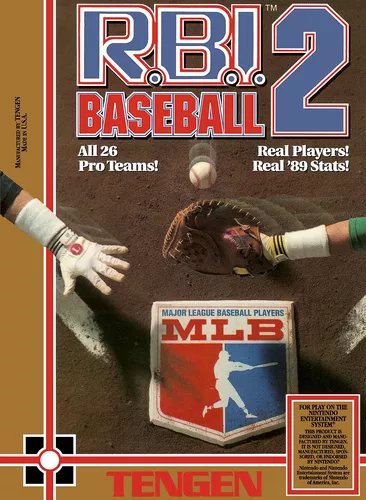 R.B.I.™
BASEBALL 2
All 26
Pro Teams!
Real Players!
Real '89 Stats!
MANUFACTURED BY TENGEN
MADE IN U.S.A.
MAJOR LEAGUE BASEBALL PLAYERS
MLB
FOR PLAY ON THE
NINTENDO
ENTERTAINMENT
SYSTEM®
THIS PRODUCT IS
DESIGNED AND MANU-
FACTURED BY TENGEN,
IT IS NOT DESIGNED,
MANUFACTURED, SPON-
SORED, OR ENDORSED
BY NINTENDO®
Nintendo and Nintendo
Entertainment System are
trademarks of Nintendo
of America, Inc.
TENGEN